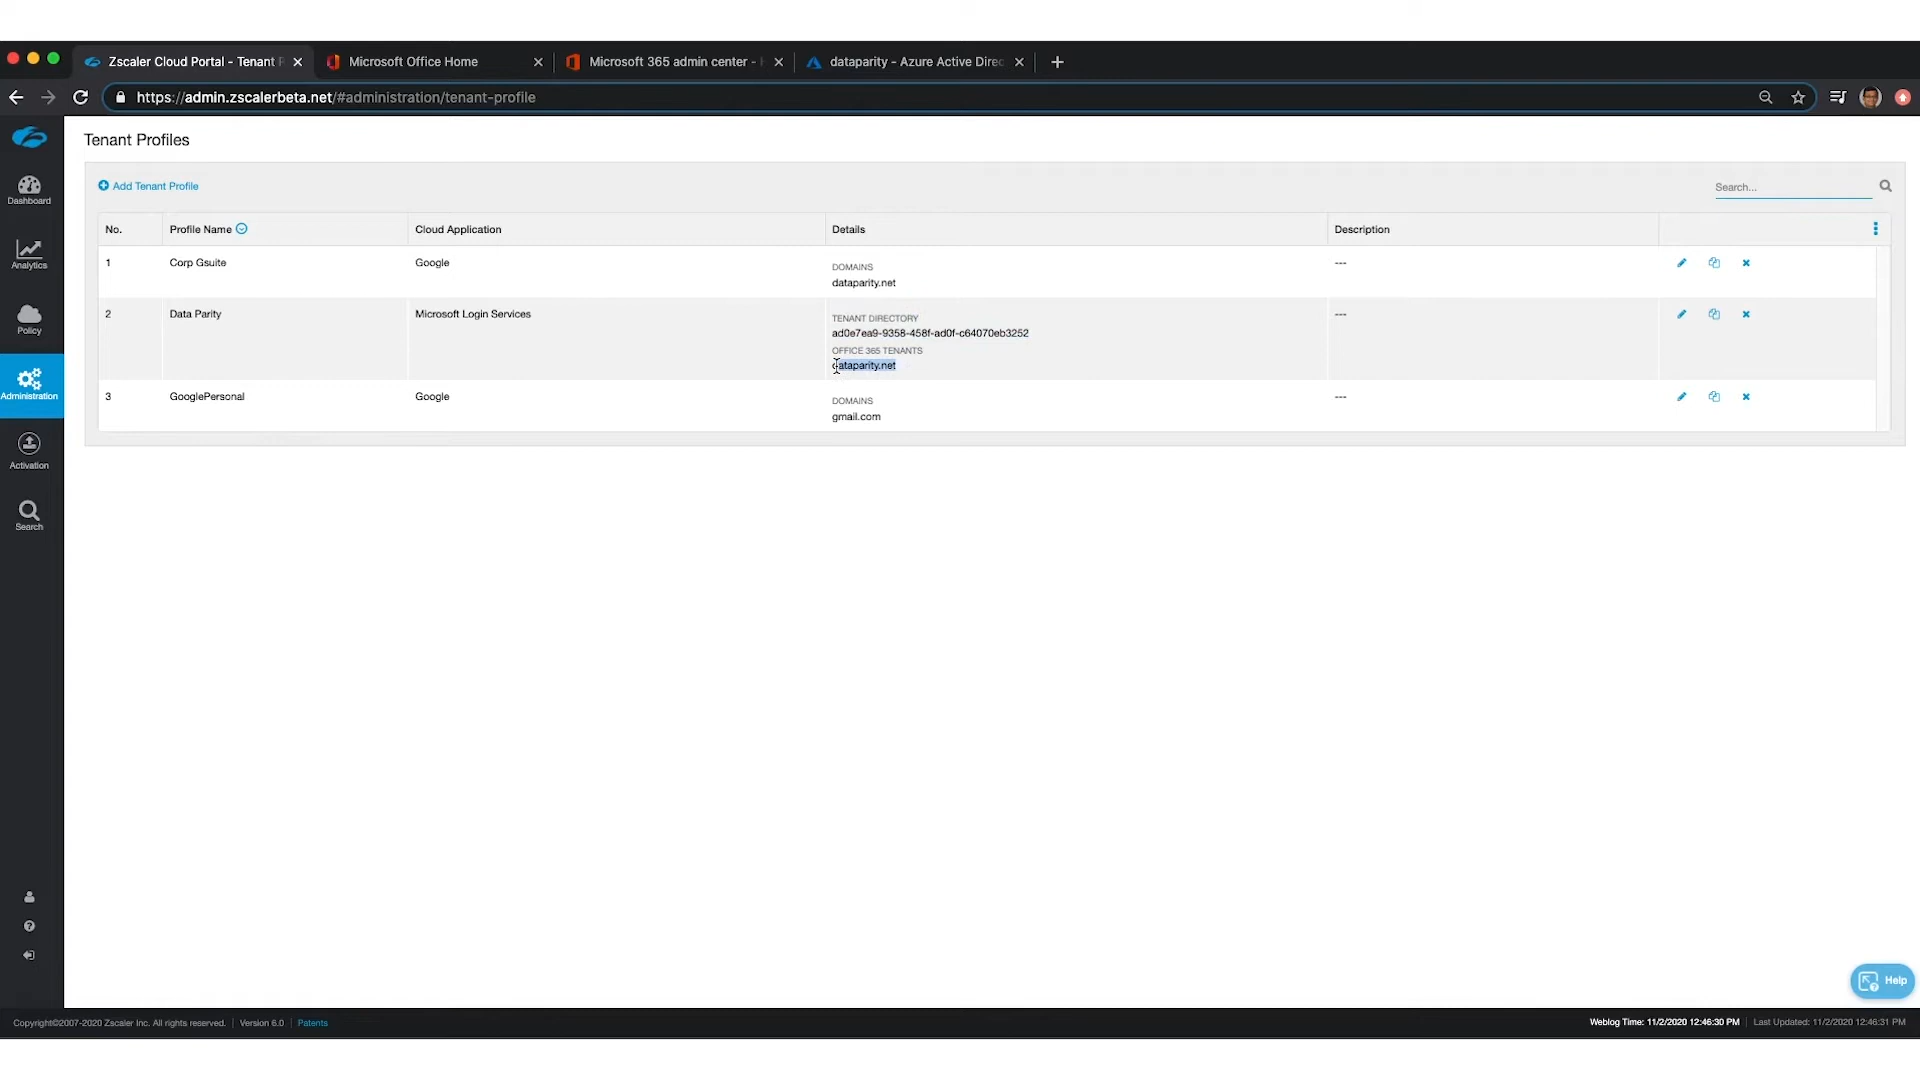 Zscaler Cloud Portal - Tenant P
Microsoft Office Home
Microsoft 365 admin center -
dataparity - Azure Active Direc
https://admin.zscalerbeta.net/#administration/tenant-profile
Tenant Profiles
Add Tenant Profile
Search...
No. Profile Name Cloud Application Details Description
1 Corp Gsuite Google DOMAINS ---
dataparity.net
2 Data Parity Microsoft Login Services TENANT DIRECTORY ---
ad0e7ea9-9358-458f-ad0f-c64070eb3252
OFFICE 365 TENANTS
dataparity.net
3 GooglePersonal Google DOMAINS ---
gmail.com
Dashboard
Analytics
Policy
Administration
Activation
Search
Help
Copyright©2007-2020 Zscaler Inc. All rights reserved. | Version 6.0 | Patents
Weblog Time: 11/2/2020 12:46:30 PM | Last Updated: 11/2/2020 12:46:31 PM